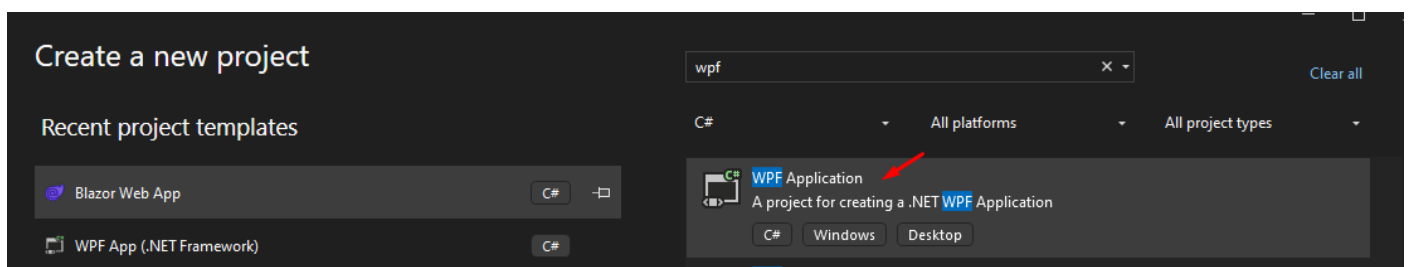 Create a new project
wpf
Clear all
Recent project templates
C# All platforms All project types
Blazor Web App C#
WPF App (.NET Framework) C#
C#
WPF Application
A project for creating a .NET WPF Application
C# Windows Desktop